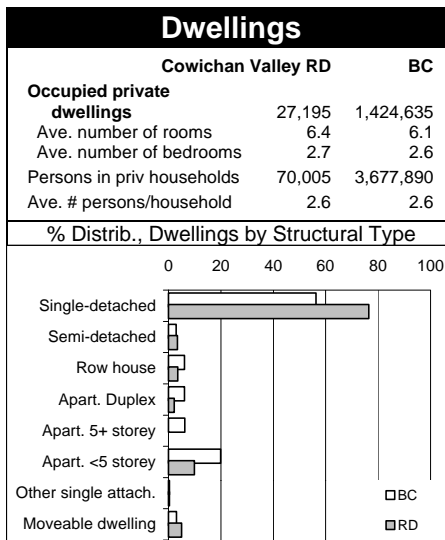 Dwellings
Cowichan Valley RD BC
Occupied private
dwellings 27,195 1,424,635
Ave. number of rooms 6.4 6.1
Ave. number of bedrooms 2.7 2.6
Persons in priv households 70,005 3,677,890
Ave. # persons/household 2.6 2.6
% Distrib., Dwellings by Structural Type
0 20 40 60 80 100
Single-detached
Semi-detached
Row house
Apart. Duplex
Apart. 5+ storey
Apart. <5 storey
Other single attach.
BC
Moveable dwelling
RD